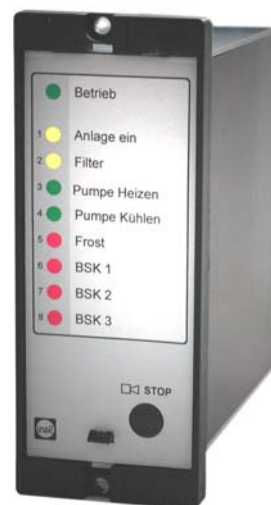 Betrieb
1 Anlage ein
2 Filter
3 Pumpe Heizen
4 Pumpe Kühlen
5 Frost
6 BSK 1
7 BSK 2
8 BSK 3
STOP